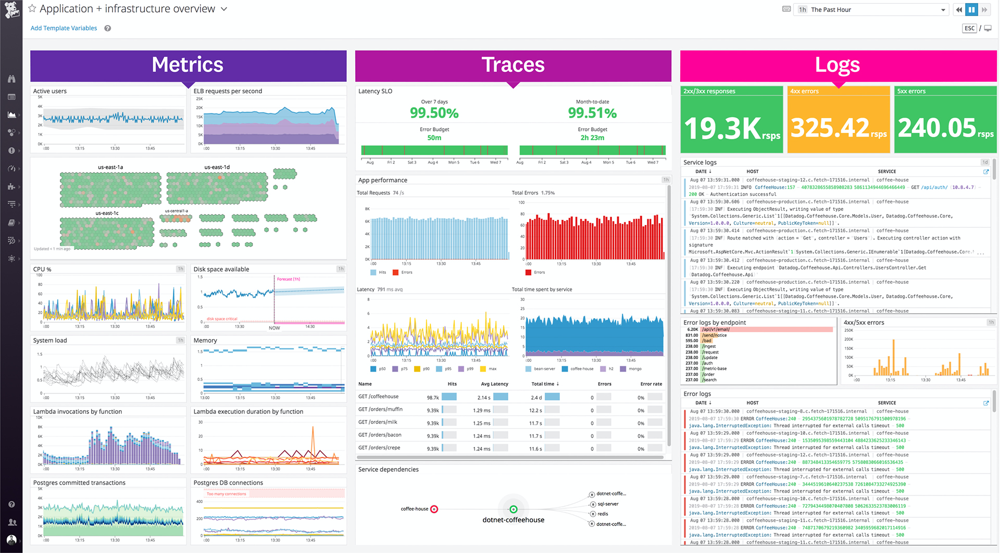 Application + infrastructure overview
1h The Past Hour
Add Template Variables ?
ESC /
Metrics
Active users
5K
4K
3K
2K
1K
0K
13:15 13:30 13:45
ELB requests per second
25K
20K
15K
10K
5K
0K
13:15 13:30 13:45
us-east-1a
us-east-1d
us-east-1c
us-central1-a
Updated < 1 min ago
CPU % 1h
100
80
60
40
20
0
13:15 13:30 13:45
Disk space available 1h
1.5
1
0.5
0
Forecast (1h)
disk space critical
13:30 NOW 14:30
System load 1h
1.5
1
0.5
0
13:15 13:30 13:45
Memory
1.5
1
0.5
0
13:00 13:15 13:30 13:45
Lambda invocations by function
10K
8K
6K
4K
2K
0K
13:15 13:30 13:45
Lambda execution duration by function
30
20
10
0
13:15 13:30 13:45
Postgres committed transactions
5K
4K
3K
2K
1K
0K
13:15 13:30 13:45
Postgres DB connections
Too many connections
400
200
0
13:15 13:30 13:45
Traces
Latency SLO
Over 7 days
99.50%
Error Budget
50m
Aug Fri 2 Sat 3 Aug Mon 5 Tue 6 Wed 7
Month-to-date
99.51%
Error Budget
2h 23m
Aug Fri 2 Sat 3 Aug Mon 5 Tue 6 Wed 7
App performance 1h
Total Requests 74 /s
8K
6K
4K
2K
0K
13:15 13:30 13:45
Hits Errors
Total Errors 1.75%
100
80
60
40
20
0
13:15 13:30 13:45
Errors
Latency 791 ms avg
8
6
4
2
0
13:15 13:30 13:45
p50 p75 p90 p95 p99 max
Total time spent by service
30
25
20
15
10
5
0
13:15 13:30 13:45
bean-server coffee-house h2 mongo
Name Hits Avg Latency Total time ↓ Errors Error rate
GET /coffeehouse 98.7k 2.14 s 2.4 d 0 0%
GET /orders/muffin 9.39k 1.29 ms 12.2 s 0 0%
GET /orders/milk 9.39k 1.25 ms 11.7 s 0 0%
GET /orders/bacon 9.39k 1.24 ms 11.7 s 0 0%
GET /orders/crepe 9.39k 1.24 ms 11.6 s 0 0%
Service dependencies
coffee-house
dotnet-coffeehouse
dotnet-coffe...
sql-server
redis
dotnet-coffe...
Logs
2xx/3xx responses
19.3K rsps
4xx errors
325.42 rsps
5xx errors
240.05 rsps
Service logs 1d
DATE ↓ HOST SERVICE
Aug 07 13:59:31.000 coffeehouse-staging-12.c.fetch-171516.internal coffee-house
2019-08-07 17:59:31 INFO CoffeeHouse:157 - 4078328655858908283 5861134944696466449 - GET /api/auth/ (10.8.4.7) -
200 OK - Authentication successful
Aug 07 13:59:30.606 coffeehouse-production.c.fetch-171516.internal coffee-house
[17:59:30 INF] Executing ObjectResult, writing value of type
'System.Collections.Generic.List`1[[Datadog.Coffeehouse.Core.Models.User, Datadog.Coffeehouse.Core,
Version=1.0.0.0, Culture=neutral, PublicKeyToken=null]]'.
Aug 07 13:59:30.414 coffeehouse-production.c.fetch-171516.internal coffee-house
[17:59:30 INF] Route matched with {action = "Get", controller = "Users"}. Executing controller action with
signature
Microsoft.AspNetCore.Mvc.ActionResult`1[System.Collections.Generic.IEnumerable`1[Datadog.Coffeehouse.Core.M ...
Aug 07 13:59:30.412 coffeehouse-production.c.fetch-171516.internal coffee-house
[17:59:30 INF] Executing endpoint 'Datadog.Coffeehouse.Api.Controllers.UsersController.Get
(Datadog.Coffeehouse.Api)'
Aug 07 13:59:30.220 coffeehouse-production.c.fetch-171516.internal coffee-house
[17:59:30 INF] Executing ObjectResult, writing value of type
'System.Collections.Generic.List`1[[Datadog.Coffeehouse.Core.Models.User, Datadog.Coffeehouse.Core,
Version=1.0.0.0, Culture=neutral, PublicKeyToken=null]]'.
Aug 07 13:59:30.083 coffeehouse-staging-11.c.fetch-171516.internal coffee-house
Error logs by endpoint
6.20K /api/v1/email/
831.00 /send/notice
595.00 /bad
238.00 /ingest
238.00 /request
238.00 /update
237.00 /auth
237.00 /metric-base
237.00 /order
237.00 /search
4xx/5xx errors 1h
250K
200K
150K
100K
50K
0K
13:15 13:30 13:45
Error logs
DATE ↓ HOST SERVICE
Aug 07 13:59:30.000 coffeehouse-staging-8.c.fetch-171516.internal coffee-house
2019-08-07 17:59:30 ERROR CoffeeHouse:240 - 2954375601978782728 5095176791500978196 -
java.lang.InterruptedException: Thread interrupted for external calls timeout - 500
Aug 07 13:59:29.000 coffeehouse-staging-10.c.fetch-171516.internal coffee-house
2019-08-07 17:59:29 ERROR CoffeeHouse:240 - 1535095398559443104 4884233625233346143 -
java.lang.InterruptedException: Thread interrupted for external calls timeout - 500
Aug 07 13:59:29.000 coffeehouse-staging-12.c.fetch-171516.internal coffee-house
2019-08-07 17:59:29 ERROR CoffeeHouse:240 - 887348413354659775 5758083066016536435 -
java.lang.InterruptedException: Thread interrupted for external calls timeout - 500
Aug 07 13:59:29.000 coffeehouse-staging-7.c.fetch-171516.internal coffee-house
2019-08-07 17:59:29 ERROR CoffeeHouse:240 - 3444519610640237538 7261084733274925390 -
java.lang.InterruptedException: Thread interrupted for external calls timeout - 500
Aug 07 13:59:28.000 coffeehouse-staging-10.c.fetch-171516.internal coffee-house
2019-08-07 17:59:28 ERROR CoffeeHouse:240 - 7279434498070407808 5062633523783006119 -
java.lang.InterruptedException: Thread interrupted for external calls timeout - 500
Aug 07 13:59:28.000 coffeehouse-staging-11.c.fetch-171516.internal coffee-house
2019-08-07 17:59:28 ERROR CoffeeHouse:240 - 7487170679219360982 3405959682017114916 -
java.lang.InterruptedException: Thread interrupted for external calls timeout - 500
Aug 07 13:59:28.000 coffeehouse-staging-11.c.fetch-171516.internal coffee-house